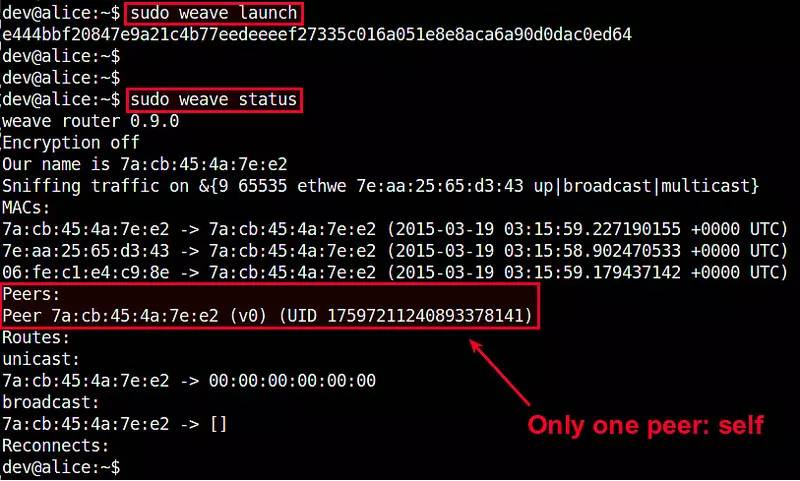 dev@alice:~$ sudo weave launch
e444bbf20847e9a21c4b77eedeeeef27335c016a051e8e8aca6a90d0dac0ed64
dev@alice:~$
dev@alice:~$
dev@alice:~$ sudo weave status
weave router 0.9.0
Encryption off
Our name is 7a:cb:45:4a:7e:e2
Sniffing traffic on &{9 65535 ethwe 7e:aa:25:65:d3:43 up|broadcast|multicast}
MACs:
7a:cb:45:4a:7e:e2 -> 7a:cb:45:4a:7e:e2 (2015-03-19 03:15:59.227190155 +0000 UTC)
7e:aa:25:65:d3:43 -> 7a:cb:45:4a:7e:e2 (2015-03-19 03:15:58.902470533 +0000 UTC)
06:fe:c1:e4:c9:8e -> 7a:cb:45:4a:7e:e2 (2015-03-19 03:15:59.179437142 +0000 UTC)
Peers:
Peer 7a:cb:45:4a:7e:e2 (v0) (UID 17597211240893378141)
Routes:
unicast:
7a:cb:45:4a:7e:e2 -> 00:00:00:00:00:00
broadcast:
7a:cb:45:4a:7e:e2 -> []
Only one peer: self
Reconnects:
dev@alice:~$